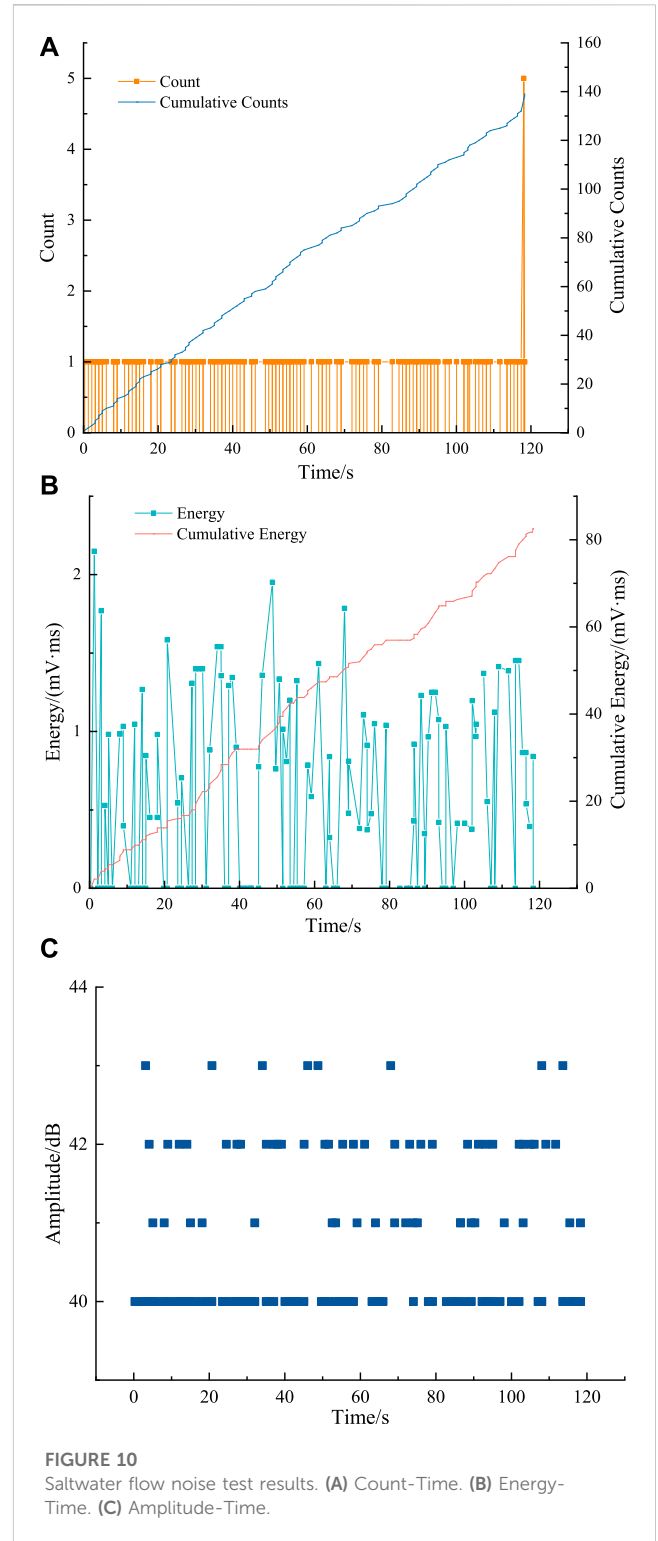 A
Count
Cumulative Counts
5
4
3
2
1
0
Count
160
140
120
100
80
60
40
20
0
Cumulative Counts
0 20 40 60 80 100 120
Time/s
B
Energy
Cumulative Energy
2
1
0
Energy/(mV·ms)
80
60
40
20
0
Cumulative Energy/(mV·ms)
0 20 40 60 80 100 120
Time/s
C
44
42
41
40
Amplitude/dB
0 20 40 60 80 100 120
Time/s
FIGURE 10
Saltwater flow noise test results. (A) Count-Time. (B) Energy-
Time. (C) Amplitude-Time.